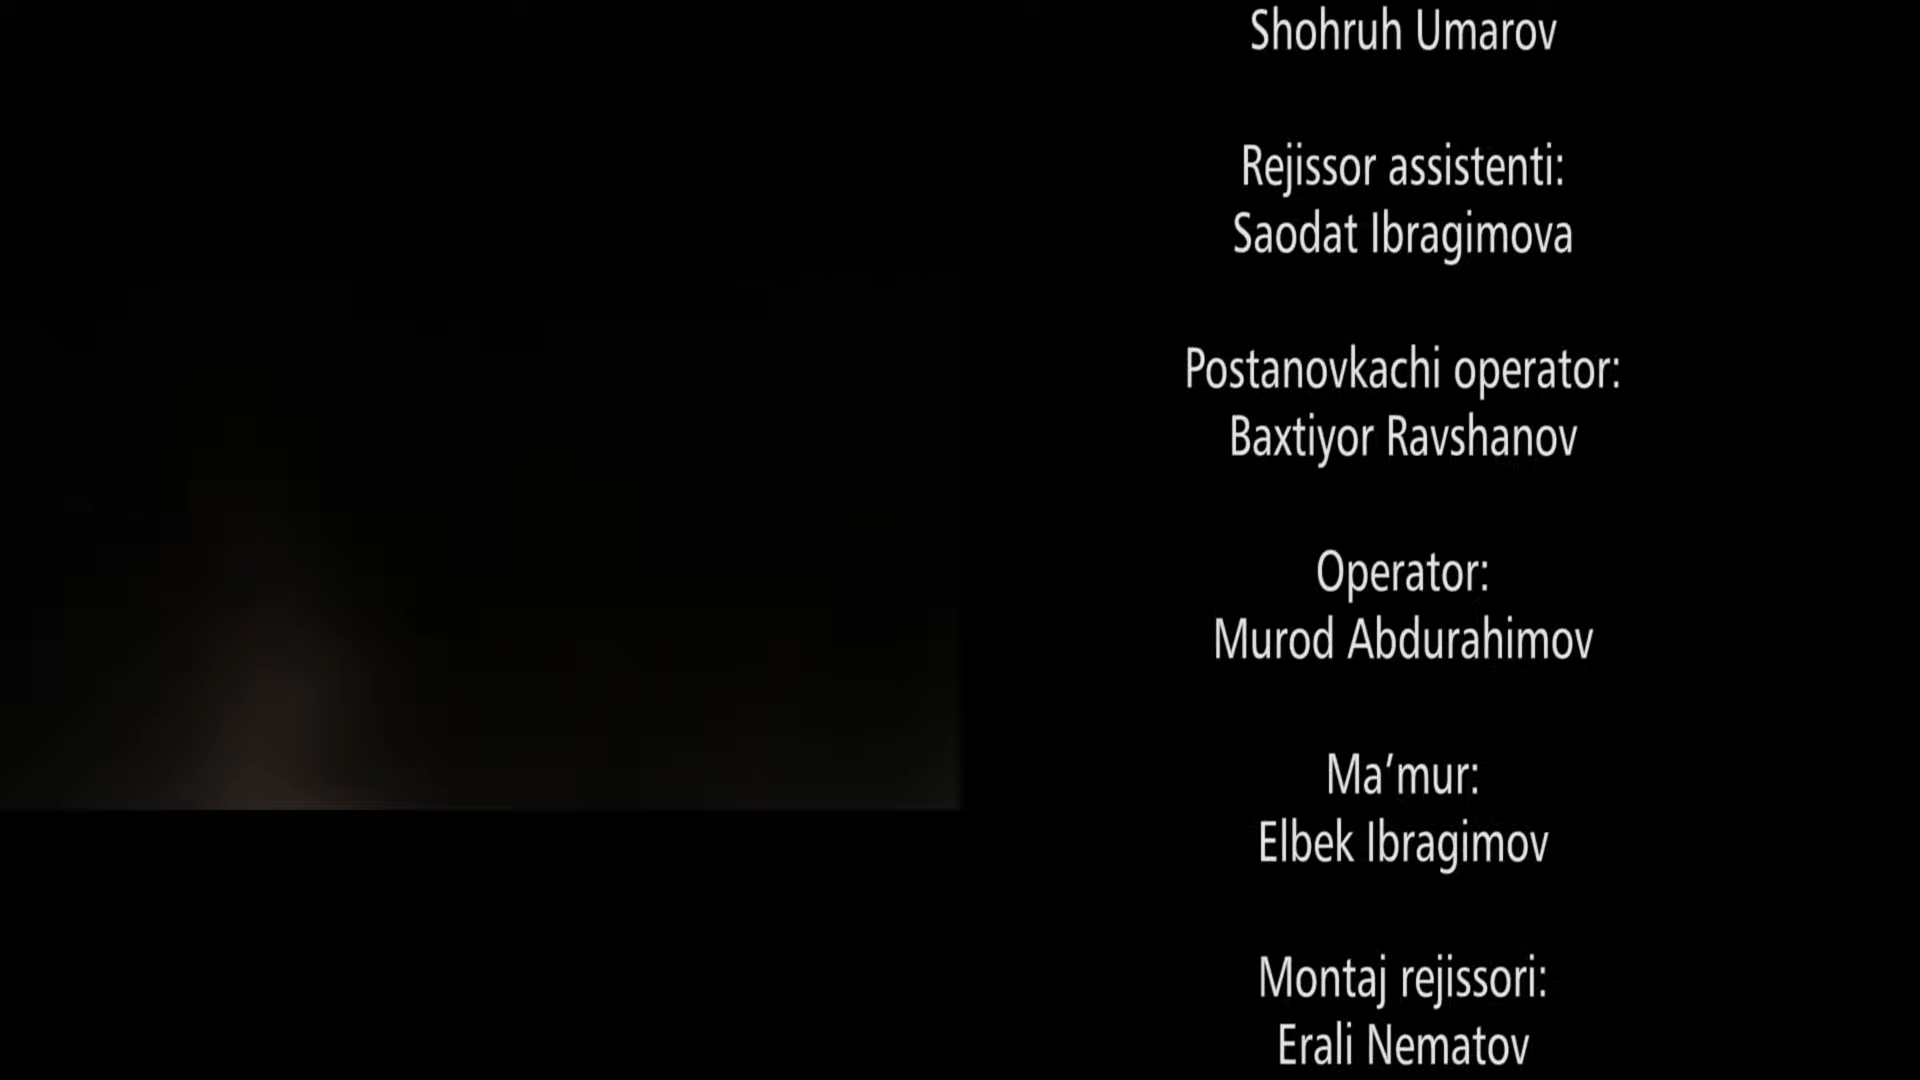 Shohruh Umarov
Rejissor assistenti:
Saodat Ibragimova
Postanovkachi operator:
Baxtiyor Ravshanov
Operator:
Murod Abdurahimov
Ma’mur:
Elbek Ibragimov
Montaj rejissori:
Erali Nematov